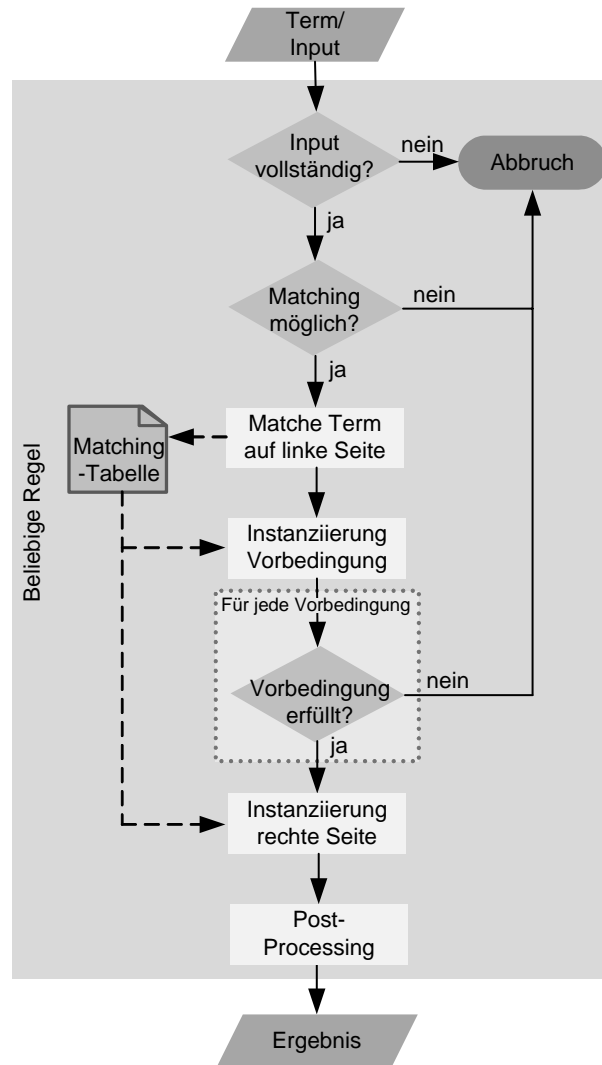 Term/
Input
Input
vollständig?
nein
Abbruch
ja
Matching
möglich?
nein
ja
Matche Term
auf linke Seite
Matching
-Tabelle
Beliebige Regel
Instanziierung
Vorbedingung
Für jede Vorbedingung
Vorbedingung
erfüllt?
nein
ja
Instanziierung
rechte Seite
Post-
Processing
Ergebnis